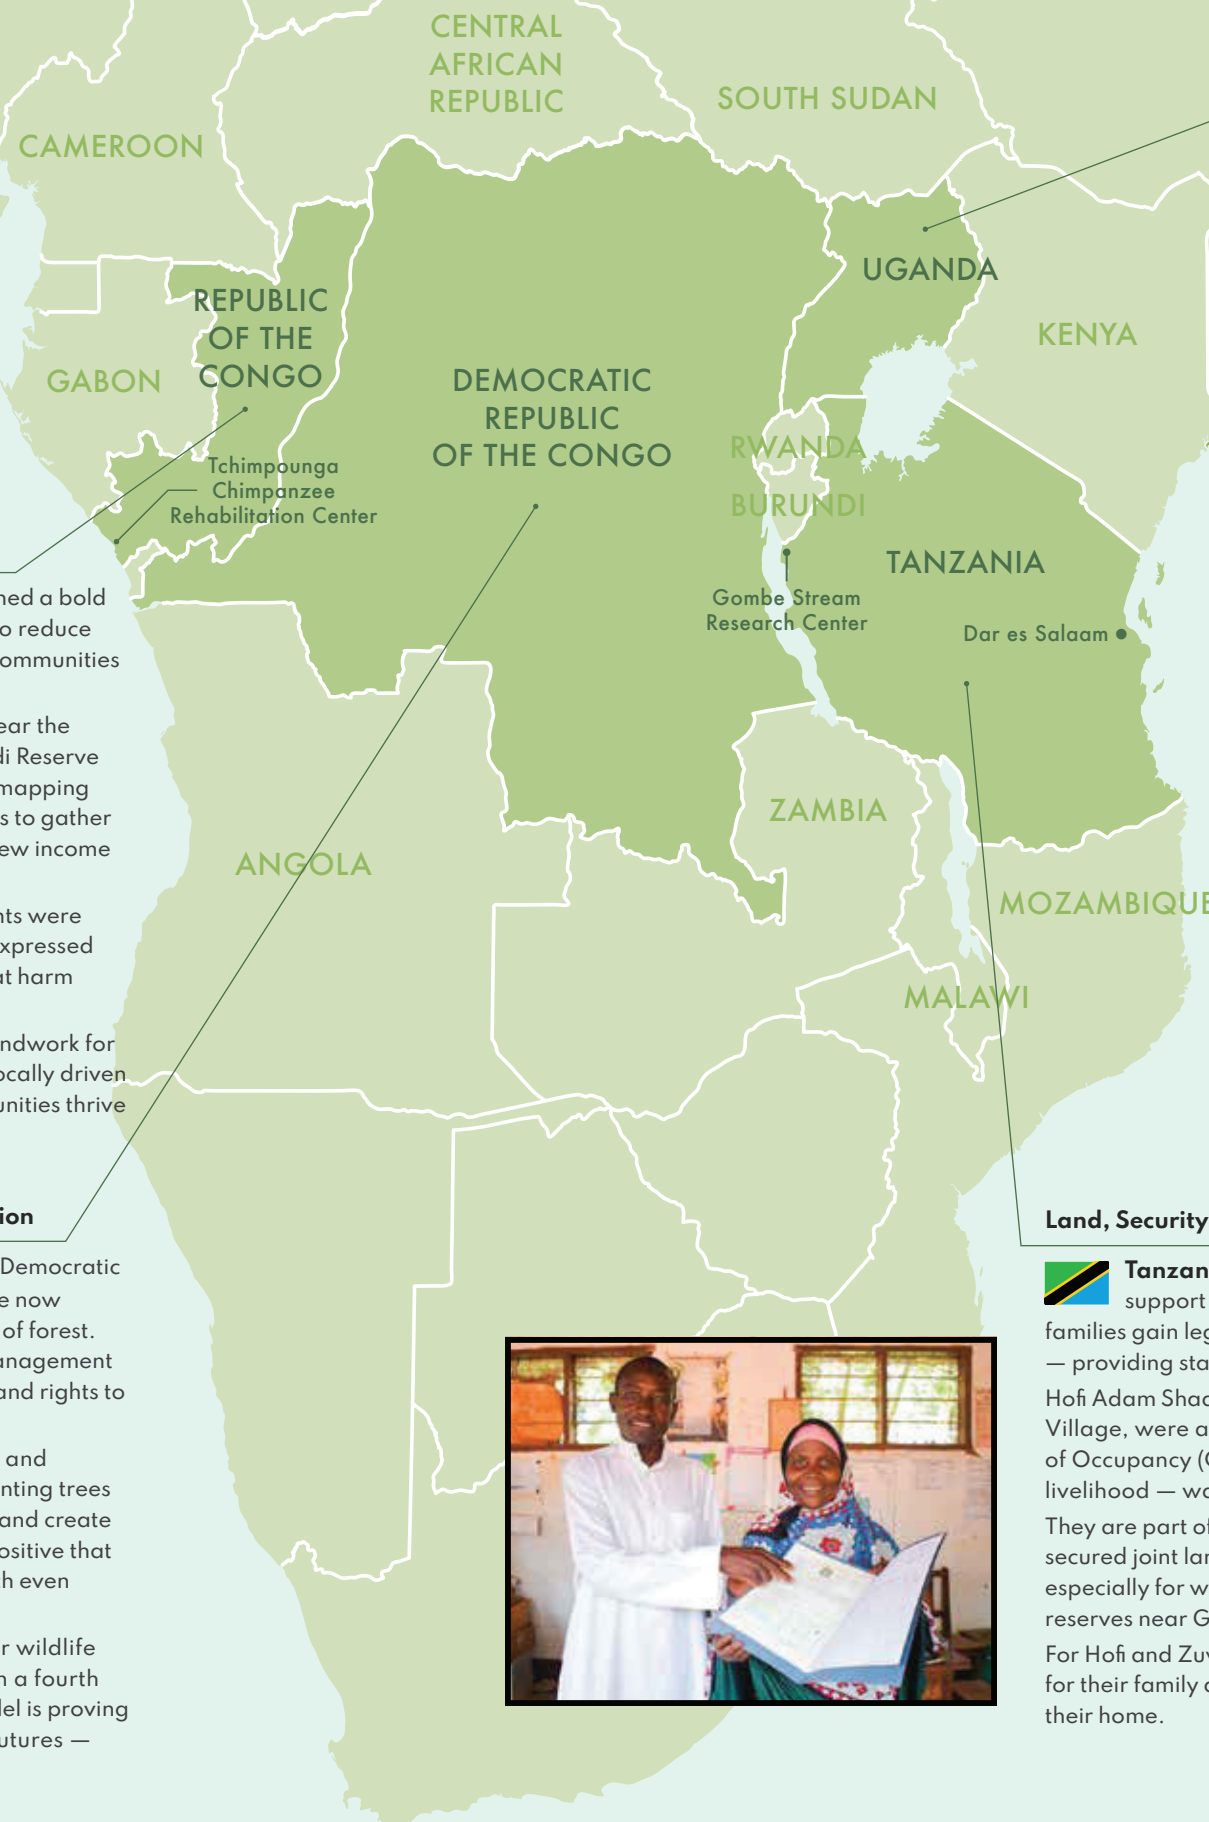 CENTRAL
AFRICAN
REPUBLIC
SOUTH SUDAN
CAMEROON
UGANDA
REPUBLIC
OF THE
CONGO
KENYA
GABON
DEMOCRATIC
REPUBLIC
OF THE CONGO
RWANDA
BURUNDI
Tchimpounga
Chimpanzee
Rehabilitation Center
TANZANIA
Gombe Stream
Research Center
Dar es Salaam
ZAMBIA
ANGOLA
MOZAMBIQUE
MALAWI
ned a bold
o reduce
ommunities
ear the
di Reserve
mapping
s to gather
ew income
nts were
xpressed
at harm
ndwork for
ocally driven
unities thrive
ion
Democratic
e now
of forest.
anagement
and rights to
and
nting trees
and create
ositive that
th even
r wildlife
n a fourth
del is proving
utures —
Land, Security
Tanzan
support
families gain leg
— providing sta
Hofi Adam Shac
Village, were a
of Occupancy (C
livelihood — wa
They are part of
secured joint lan
especially for w
reserves near G
For Hofi and Zuw
for their family a
their home.